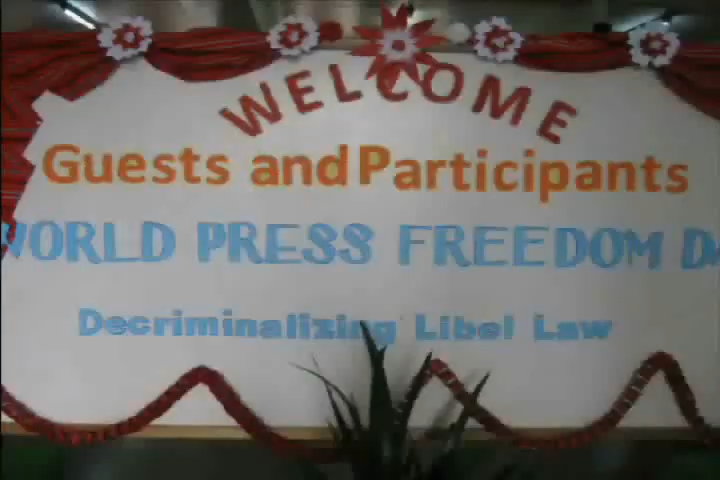 WELCOME
Guests and Participants
WORLD PRESS FREEDOM
Decriminalizing Libel Law